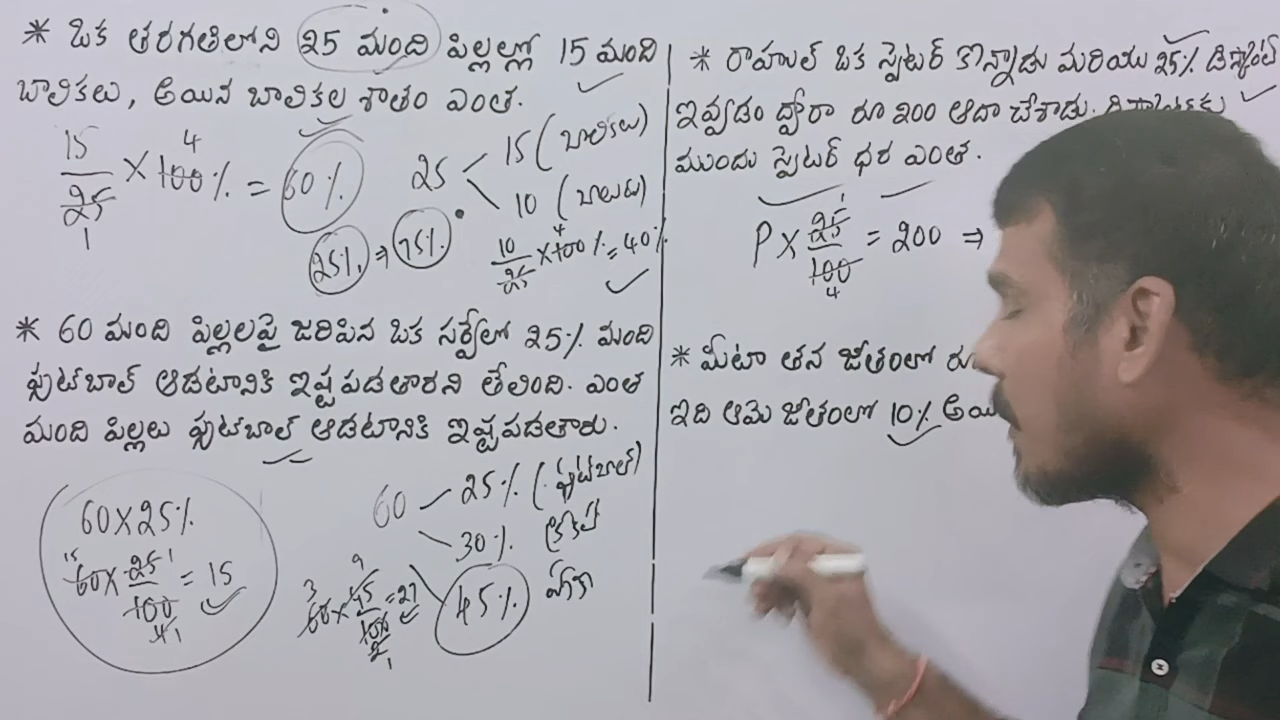 * ఒక తరగతిలోని 25 మంది పిల్లల్లో 15 మంది
బాలికలు, అయిన బాలికల శాతం ఎంత.
15/25 × 100% = 60%
25
15 (బాలికలు)
10 (బాలురు)
25% ⇒ 75%
10/25 × 100% = 40%
* 60 మంది పిల్లలపై జరిపిన ఒక సర్వేలో 25% మంది
ఫుట్‌బాల్ ఆడటానికి ఇష్టపడతారని తేలింది. ఎంత
మంది పిల్లలు ఫుట్‌బాల్ ఆడటానికి ఇష్టపడతారు.
60×25%
60 × 25/100 = 15
60
25% (ఫుట్‌బాల్)
30%
45% హాకీ
60 × 45/100 = 27
* రాహుల్ ఒక స్వెటర్ కొన్నాడు మరియు 25% డిస్కౌంట్
ఇవ్వడం ద్వారా రూ 200 ఆదా చేశాడు.
ముందు స్వెటర్ ధర ఎంత.
P × 25/100 = 200 ⇒
* మీటా తన జీతంలో రూ
ఇది ఆమె జీతంలో 10%